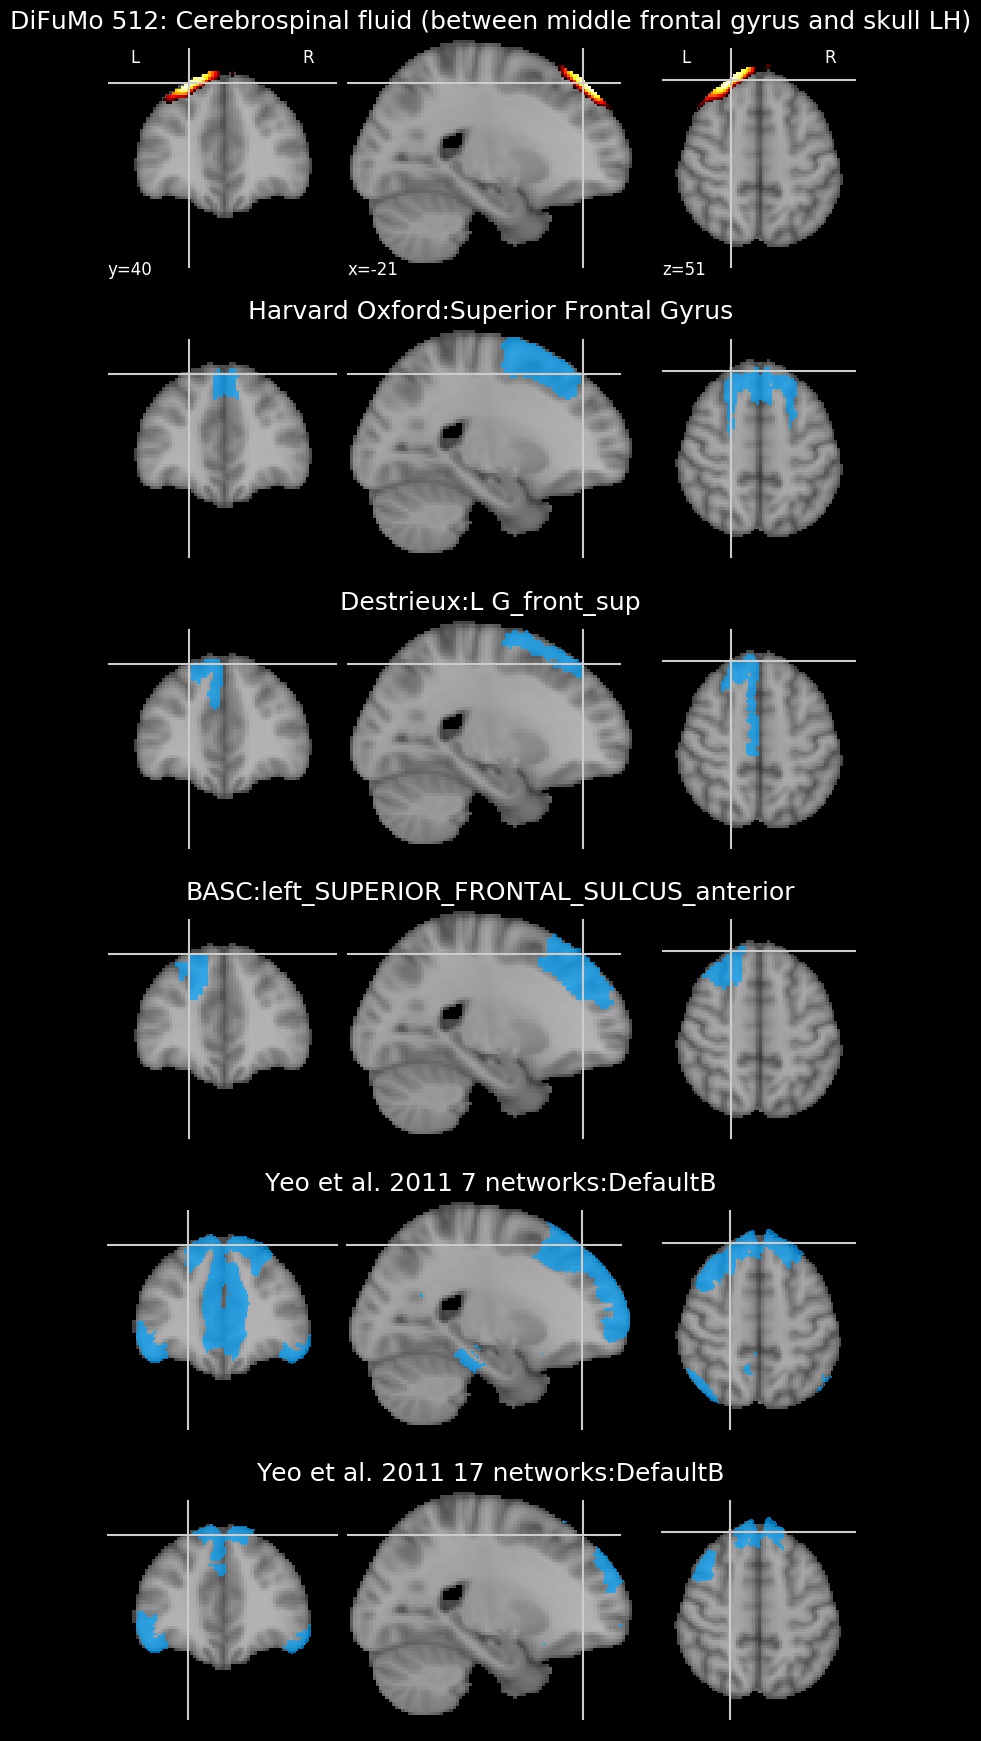 DiFuMo 512: Cerebrospinal fluid (between middle frontal gyrus and skull LH)
L R L R
y=40 x=-21 z=51
Harvard Oxford:Superior Frontal Gyrus
Destrieux:L G_front_sup
BASC:left_SUPERIOR_FRONTAL_SULCUS_anterior
Yeo et al. 2011 7 networks:DefaultB
Yeo et al. 2011 17 networks:DefaultB